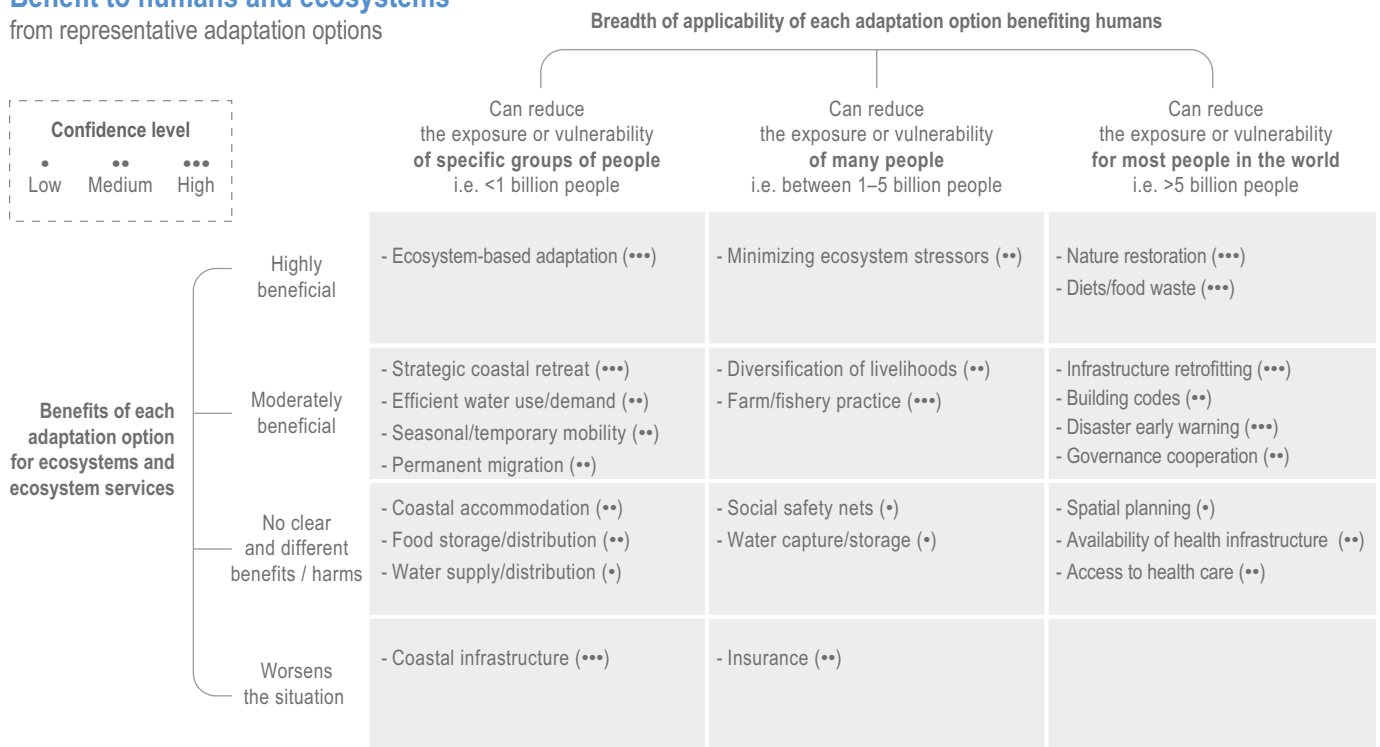 Benefit to humans and ecosystems
from representative adaptation options
Breadth of applicability of each adaptation option benefiting humans
Confidence level
• •• •••
Low Medium High
Can reduce
the exposure or vulnerability
of specific groups of people
i.e. <1 billion people
Can reduce
the exposure or vulnerability
of many people
i.e. between 1–5 billion people
Can reduce
the exposure or vulnerability
for most people in the world
i.e. >5 billion people
Benefits of each
adaptation option
for ecosystems and
ecosystem services
Highly
beneficial
- Ecosystem-based adaptation (•••)
- Minimizing ecosystem stressors (••)
- Nature restoration (•••)
- Diets/food waste (•••)
Moderately
beneficial
- Strategic coastal retreat (•••)
- Efficient water use/demand (••)
- Seasonal/temporary mobility (••)
- Permanent migration (••)
- Diversification of livelihoods (••)
- Farm/fishery practice (•••)
- Infrastructure retrofitting (•••)
- Building codes (••)
- Disaster early warning (•••)
- Governance cooperation (••)
No clear
and different
benefits / harms
- Coastal accommodation (••)
- Food storage/distribution (••)
- Water supply/distribution (•)
- Social safety nets (•)
- Water capture/storage (•)
- Spatial planning (•)
- Availability of health infrastructure (••)
- Access to health care (••)
Worsens
the situation
- Coastal infrastructure (•••)
- Insurance (••)